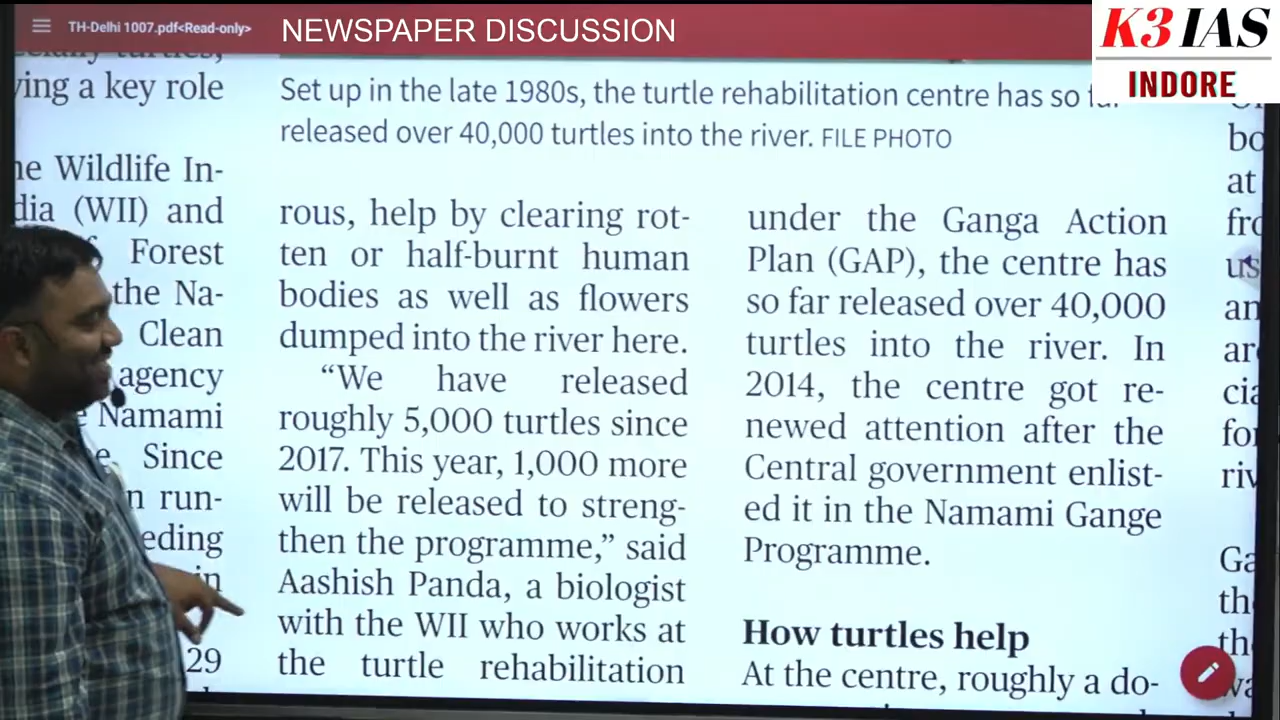 TH-Delhi 1007.pdf<Read-only>
NEWSPAPER DISCUSSION
K3 IAS
INDORE
a key role
Wildlife In-
(WII) and
Forest
the Na-
Clean
agency
Namami
Since
run-
29
Set up in the late 1980s, the turtle rehabilitation centre has so
released over 40,000 turtles into the river. FILE PHOTO
rous, help by clearing rot-
ten or half-burnt human
bodies as well as flowers
dumped into the river here.
“We have released
roughly 5,000 turtles since
2017. This year, 1,000 more
will be released to streng-
then the programme,” said
Aashish Panda, a biologist
with the WII who works at
the turtle rehabilitation
under the Ganga Action
Plan (GAP), the centre has
so far released over 40,000
turtles into the river. In
2014, the centre got re-
newed attention after the
Central government enlist-
ed it in the Namami Gange
Programme.
How turtles help
At the centre, roughly a do-
at